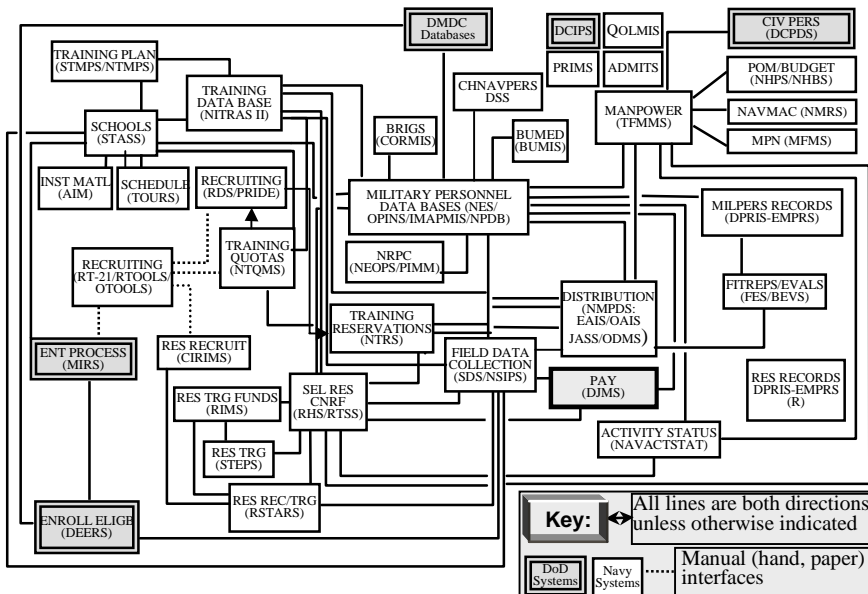 DMDC
Databases
DCIPS
QOLMIS
CIV PERS
(DCPDS)
TRAINING PLAN
(STMPS/NTMPS)
TRAINING
DATA BASE
(NITRAS II)
CHNAVPERS
DSS
PRIMS
ADMITS
POM/BUDGET
(NHPS/NHBS)
MANPOWER
(TFMMS)
NAVMAC (NMRS)
MPN (MFMS)
SCHOOLS
(STASS)
BRIGS
(CORMIS)
BUMED
(BUMIS)
INST MATL
(AIM)
SCHEDULE
(TOURS)
RECRUITING
(RDS/PRIDE)
MILITARY PERSONNEL
DATA BASES (NES/
OPINS/IMAPMIS/NPDB)
MILPERS RECORDS
(DPRIS-EMPRS)
RECRUITING
(RT-21/RTOOLS/
OTOOLS)
TRAINING
QUOTAS
(NTQMS)
NRPC
(NEOPS/PIMM)
FITREPS/EVALS
(FES/BEVS)
DISTRIBUTION
(NMPDS:
EAIS/OAIS
JASS/ODMS)
TRAINING
RESERVATIONS
(NTRS)
ENT PROCESS
(MIRS)
RES RECRUIT
(CIRIMS)
FIELD DATA
COLLECTION
(SDS/NSIPS)
RES TRG FUNDS
(RIMS)
SEL RES
CNRF
(RHS/RTSS)
PAY
(DJMS)
RES RECORDS
DPRIS-EMPRS
(R)
RES TRG
(STEPS)
ACTIVITY STATUS
(NAVACTSTAT)
RES REC/TRG
(RSTARS)
ENROLL ELIGB
(DEERS)
Key:
All lines are both directions
unless otherwise indicated
DoD
Systems
Navy
Systems
Manual (hand, paper)
interfaces